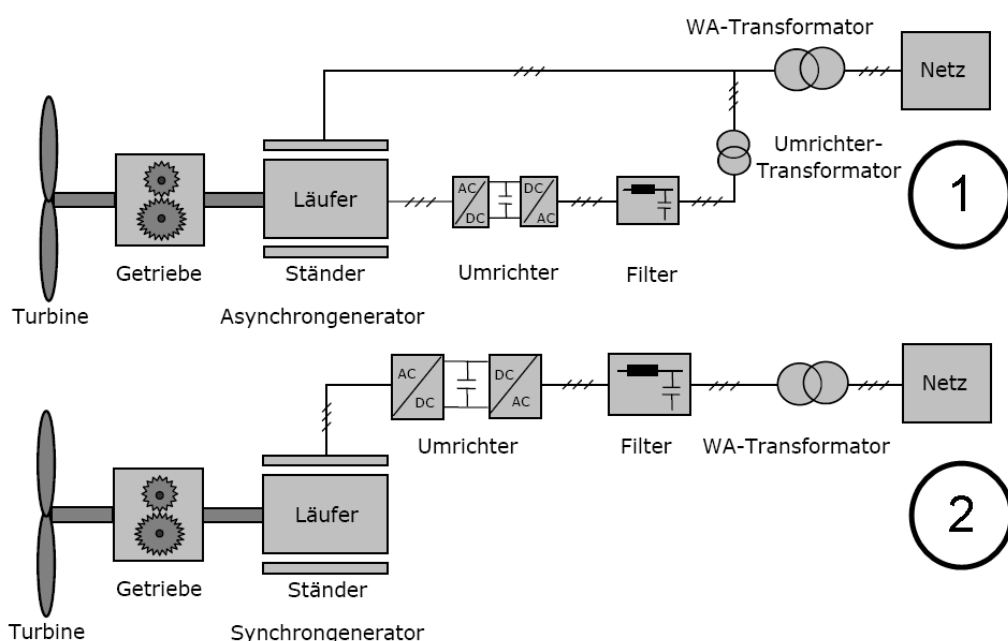 WA-Transformator
Netz
Umrichter-
Transformator
1
Läufer
AC
DC
DC
AC
Getriebe
Ständer
Umrichter
Filter
Turbine
Asynchrongenerator
AC
DC
DC
AC
Netz
Umrichter
Filter
WA-Transformator
2
Läufer
Getriebe
Ständer
Turbine
Synchrongenerator